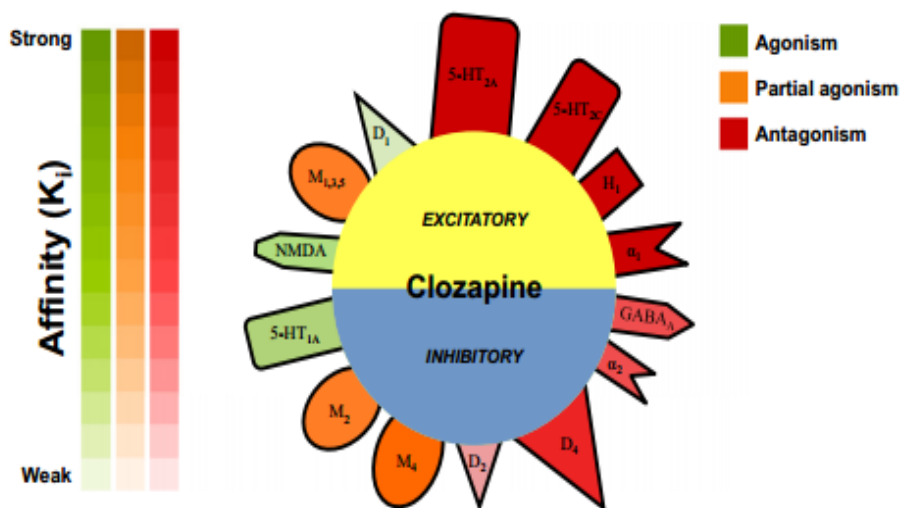 Strong
Affinity (Kᵢ)
Weak
5-HT₂A
5-HT₂C
D₁
H₁
M₁,₃,₅
EXCITATORY
NMDA
α₁
Clozapine
GABA_A
5-HT₁A
INHIBITORY
α₂
M₂
M₄
D₂
D₄
Agonism
Partial agonism
Antagonism